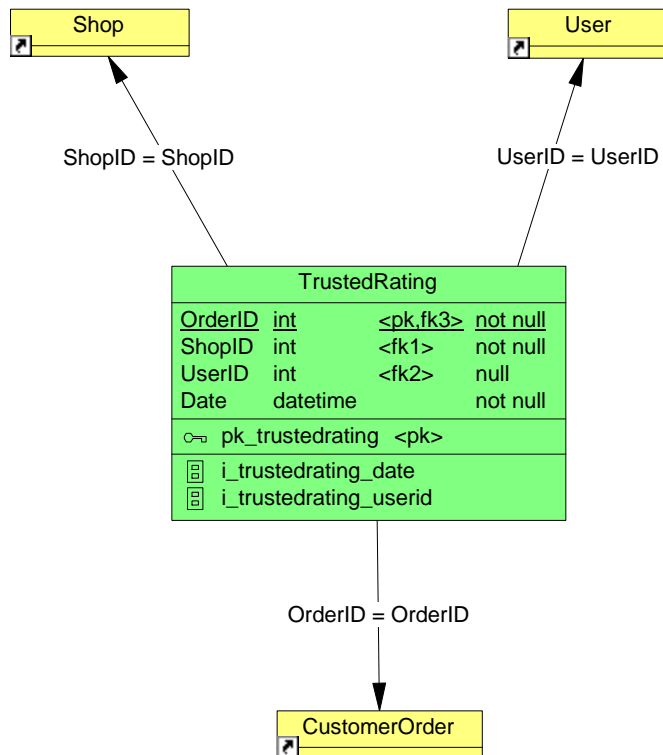 Shop
User
ShopID = ShopID
UserID = UserID
TrustedRating
OrderID int <pk,fk3> not null
ShopID int <fk1> not null
UserID int <fk2> null
Date datetime not null
pk_trustedrating <pk>
i_trustedrating_date
i_trustedrating_userid
OrderID = OrderID
CustomerOrder